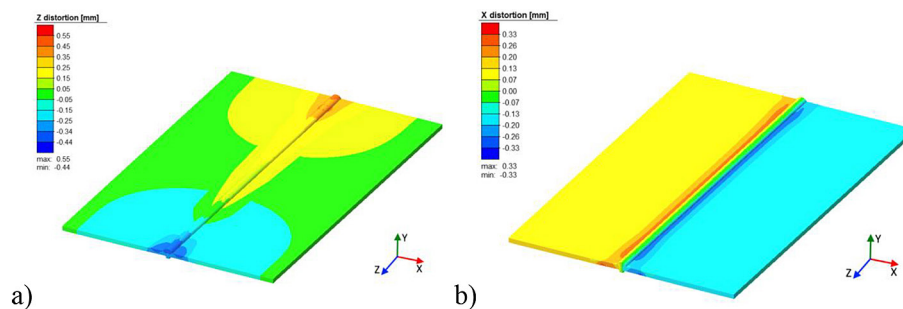 Z distortion [mm]
0.55
0.45
0.35
0.25
0.15
0.05
-0.05
-0.15
-0.25
-0.34
-0.44
max: 0.55
min: -0.44
Y
X
Z
a)
X distortion [mm]
0.33
0.26
0.20
0.13
0.07
0.00
-0.07
-0.13
-0.20
-0.26
-0.33
max: 0.33
min: -0.33
Y
X
Z
b)